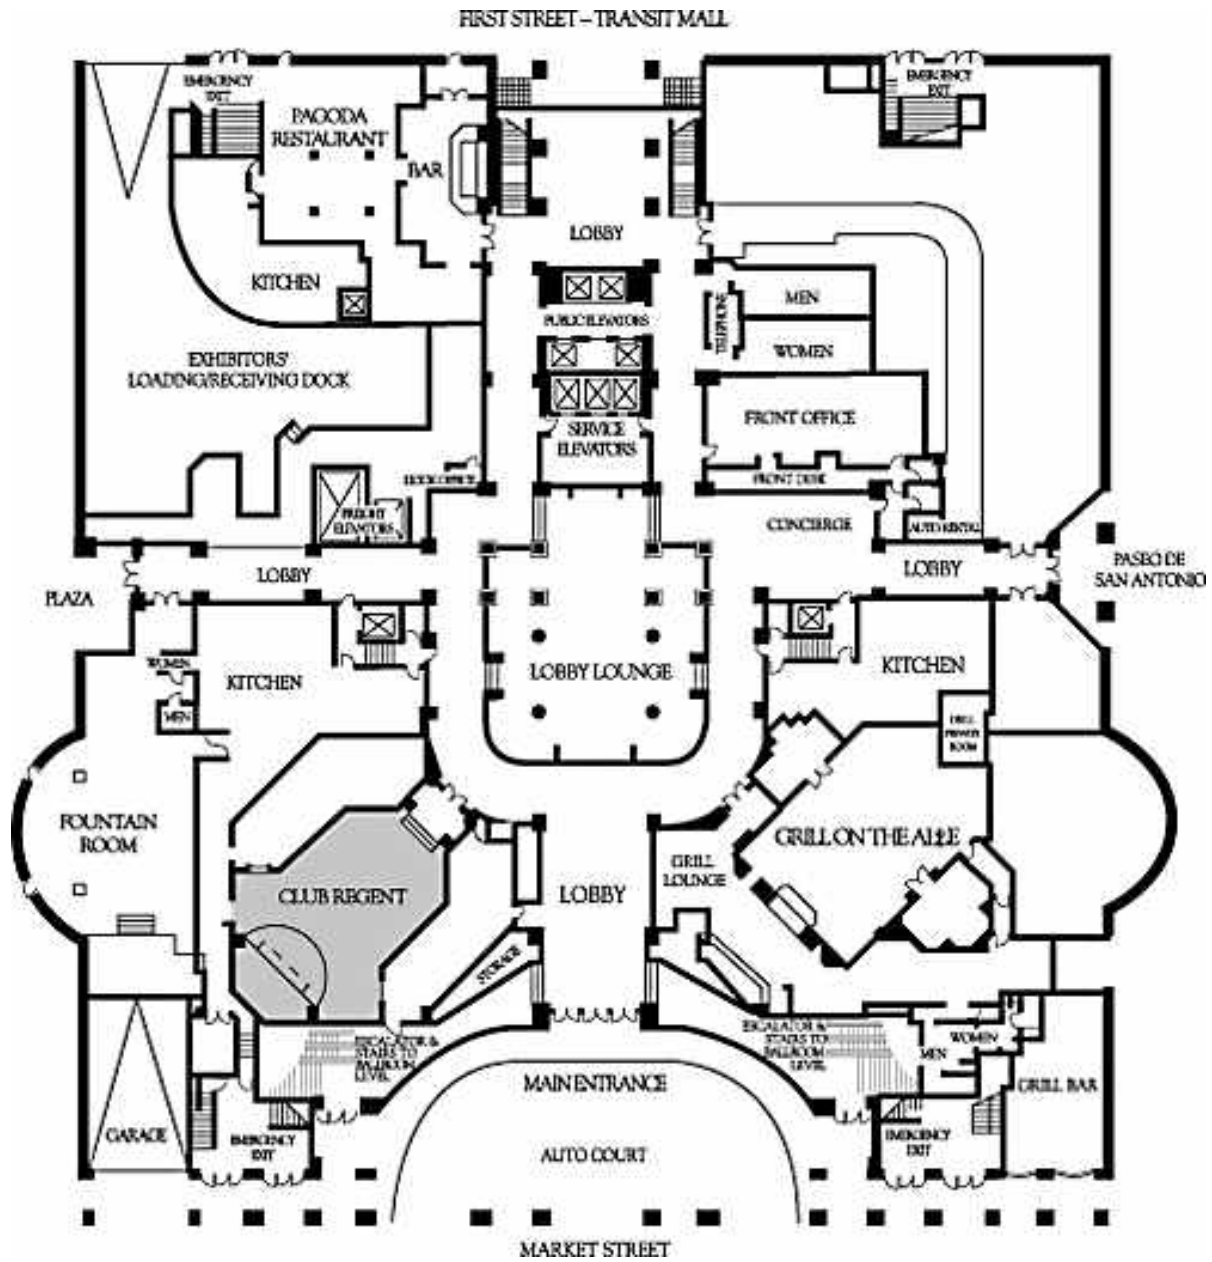 FIRST STREET – TRANSIT MALL
EMERGENCY
EXIT
EMERGENCY
EXIT
PAGODA
RESTAURANT
BAR
LOBBY
KITCHEN
MEN
PUBLIC ELEVATORS
TELEPHONE
WOMEN
EXHIBITORS'
LOADING/RECEIVING DOCK
FRONT OFFICE
SERVICE
ELEVATORS
DOCK OFFICE
FRONT DESK
FREIGHT
ELEVATORS
CONCIERGE
AUTO RENTAL
LOBBY
LOBBY
PASEO DE
SAN ANTONIO
PLAZA
WOMEN
KITCHEN
LOBBY LOUNGE
KITCHEN
MEN
GRILL
PRIVATE
ROOM
FOUNTAIN
ROOM
GRILL ON THE ALLE
GRILL
LOUNGE
CLUB REGENT
LOBBY
STORAGE
ESCALATOR &
STAIRS TO
BALLROOM
LEVEL
ESCALATOR &
STAIRS TO
BALLROOM
LEVEL
WOMEN
MEN
MAIN ENTRANCE
GRILL BAR
GARAGE
EMERGENCY
EXIT
AUTO COURT
EMERGENCY
EXIT
MARKET STREET